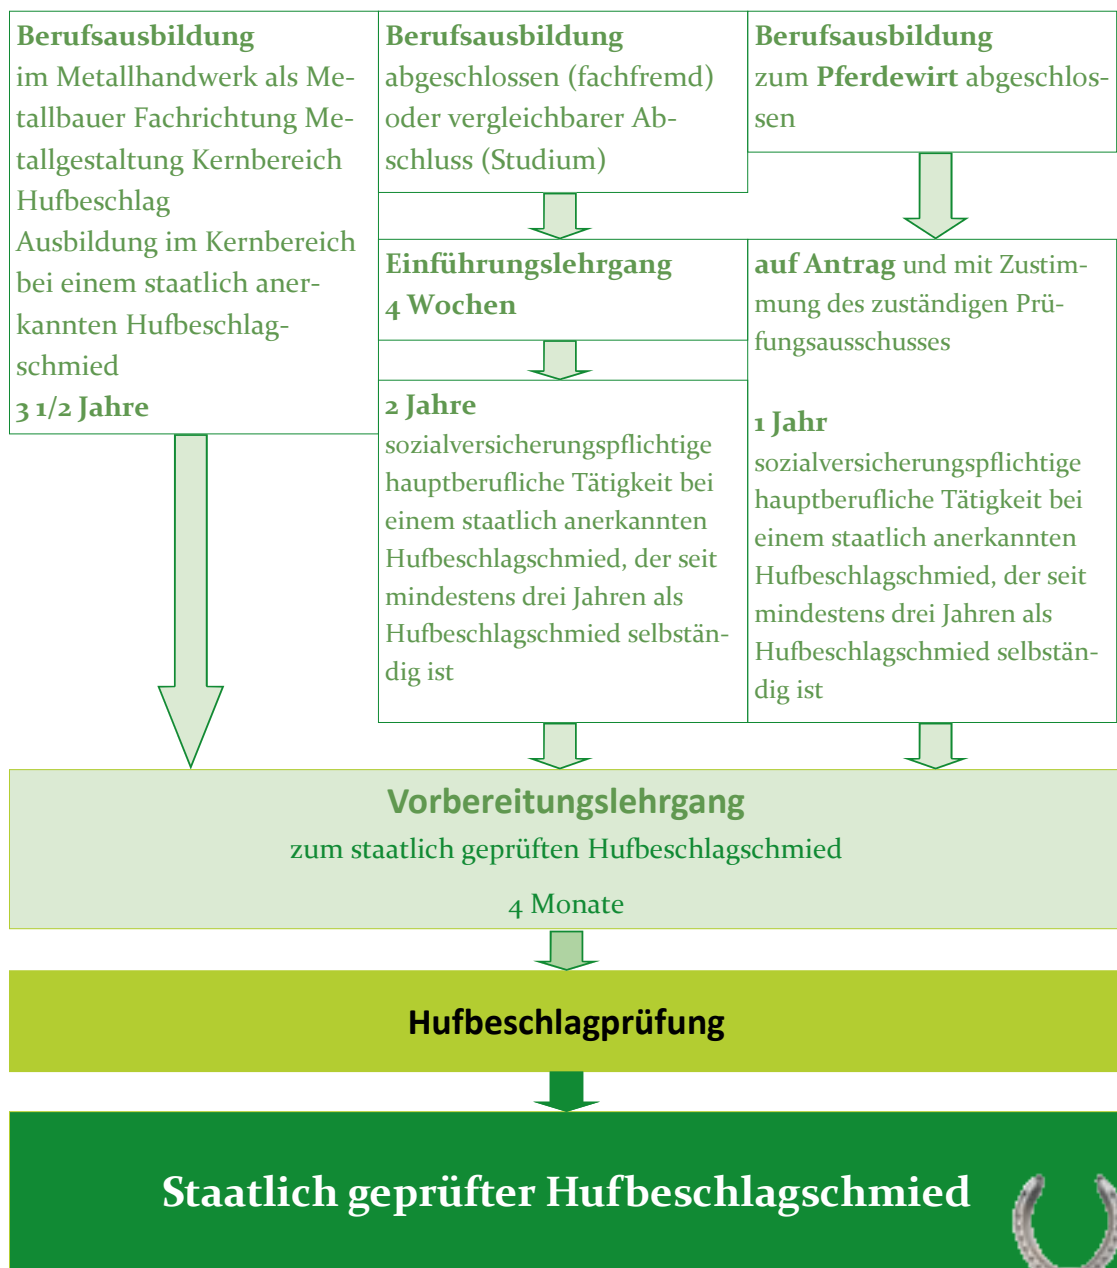 Berufsausbildung
im Metallhandwerk als Me-
tallbauer Fachrichtung Me-
tallgestaltung Kernbereich
Hufbeschlag
Ausbildung im Kernbereich
bei einem staatlich aner-
kannten Hufbeschlag-
schmied
3 1/2 Jahre
Berufsausbildung
abgeschlossen (fachfremd)
oder vergleichbarer Ab-
schluss (Studium)
Einführungslehrgang
4 Wochen
2 Jahre
sozialversicherungspflichtige
hauptberufliche Tätigkeit bei
einem staatlich anerkannten
Hufbeschlagschmied, der seit
mindestens drei Jahren als
Hufbeschlagschmied selbstän-
dig ist
Berufsausbildung
zum Pferdewirt abgeschlos-
sen
auf Antrag und mit Zustim-
mung des zuständigen Prü-
fungsausschusses
1 Jahr
sozialversicherungspflichtige
hauptberufliche Tätigkeit bei
einem staatlich anerkannten
Hufbeschlagschmied, der seit
mindestens drei Jahren als
Hufbeschlagschmied selbstän-
dig ist
Vorbereitungslehrgang
zum staatlich geprüften Hufbeschlagschmied
4 Monate
Hufbeschlagprüfung
Staatlich geprüfter Hufbeschlagschmied